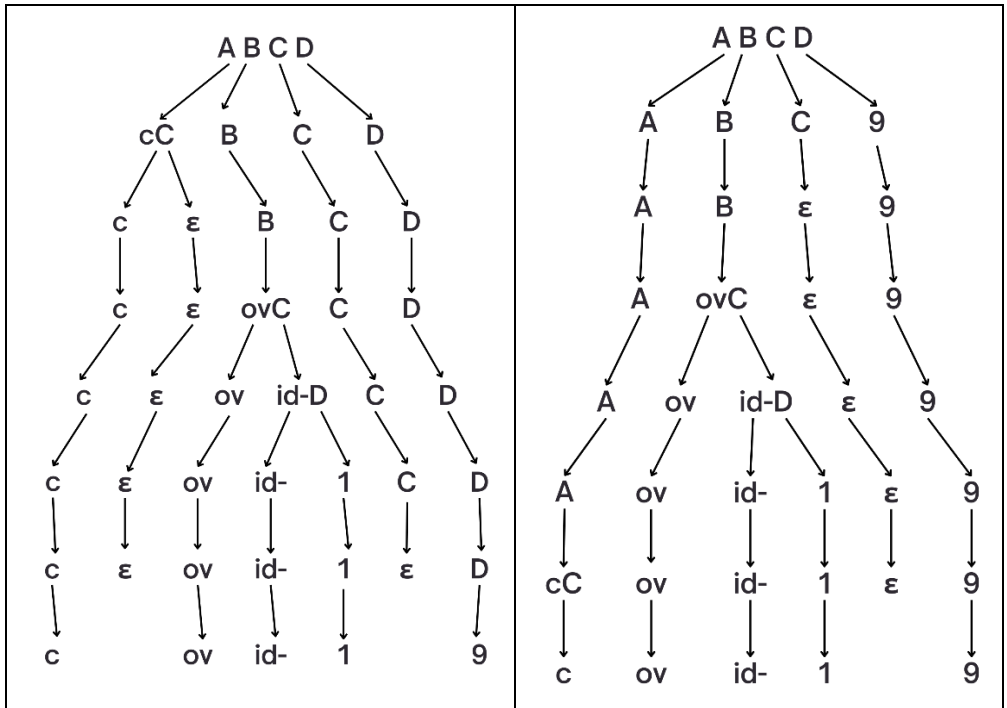 A B C D
cC B C D
c ε B C D
c ε ovC C D
c ε ov id-D C D
c ε ov id- 1 C D
c ε ov id- 1 ε D
c ov id- 1 9
A B C D
A B C 9
A B ε 9
A ovC ε 9
A ov id-D ε 9
A ov id- 1 ε 9
cC ov id- 1 ε 9
c ov id- 1 9